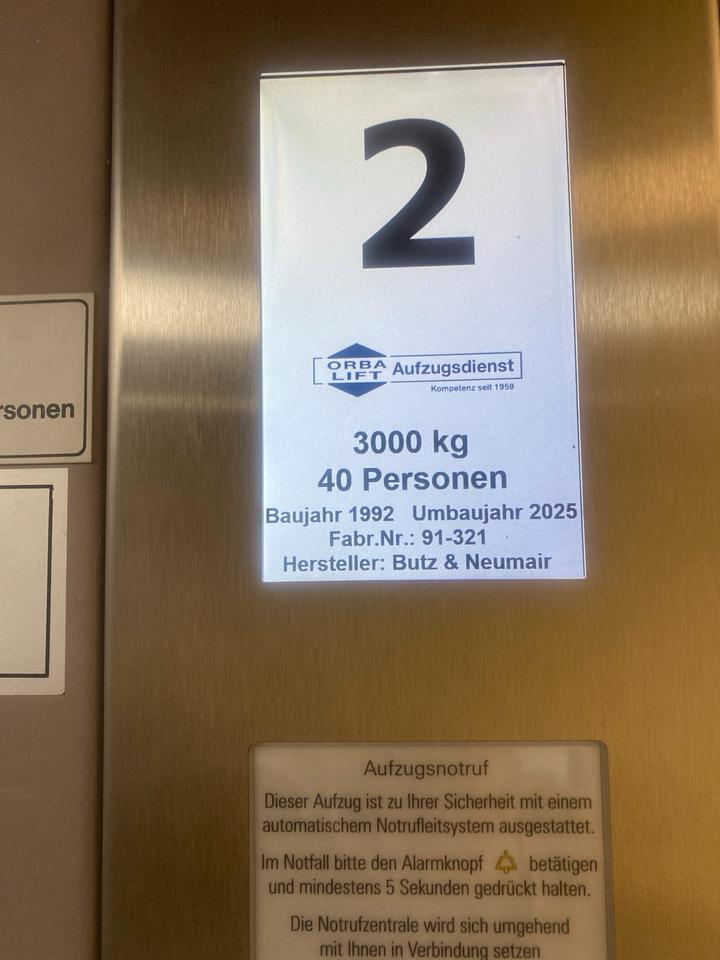 2
ORBA
LIFT
Aufzugsdienst
Kompetenz seit 1959
3000 kg
40 Personen
Baujahr 1992 Umbaujahr 2025
Fabr.Nr.: 91-321
Hersteller: Butz & Neumair
Aufzugsnotruf
Dieser Aufzug ist zu Ihrer Sicherheit mit einem
automatischem Notrufleitsystem ausgestattet.
Im Notfall bitte den Alarmknopf betätigen
und mindestens 5 Sekunden gedrückt halten.
Die Notrufzentrale wird sich umgehend
mit Ihnen in Verbindung setzen